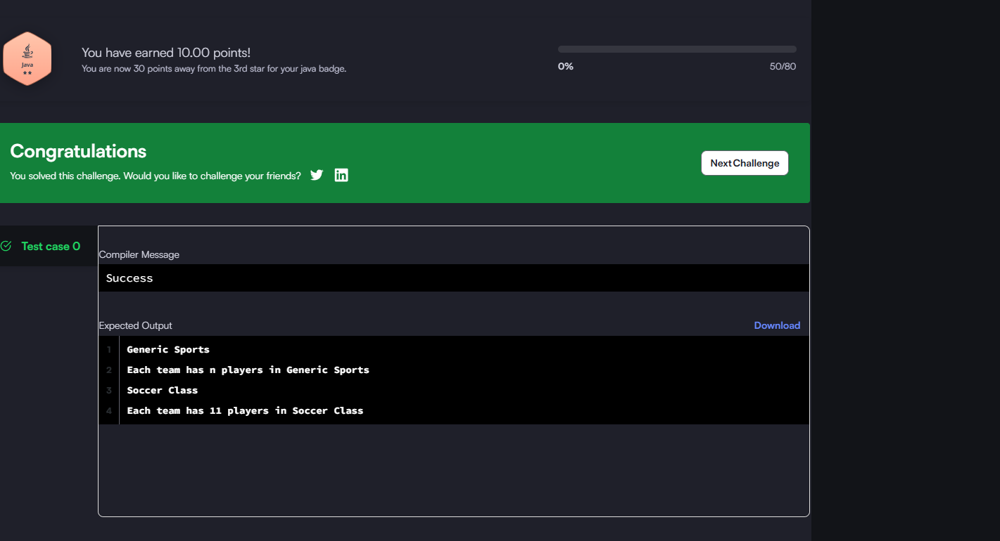 Java
★★
You have earned 10.00 points!
You are now 30 points away from the 3rd star for your java badge.
0%
50/80
Congratulations
You solved this challenge. Would you like to challenge your friends?
in
Next Challenge
Test case 0
Compiler Message
Success
Expected Output
Download
1 Generic Sports
2 Each team has n players in Generic Sports
3 Soccer Class
4 Each team has 11 players in Soccer Class